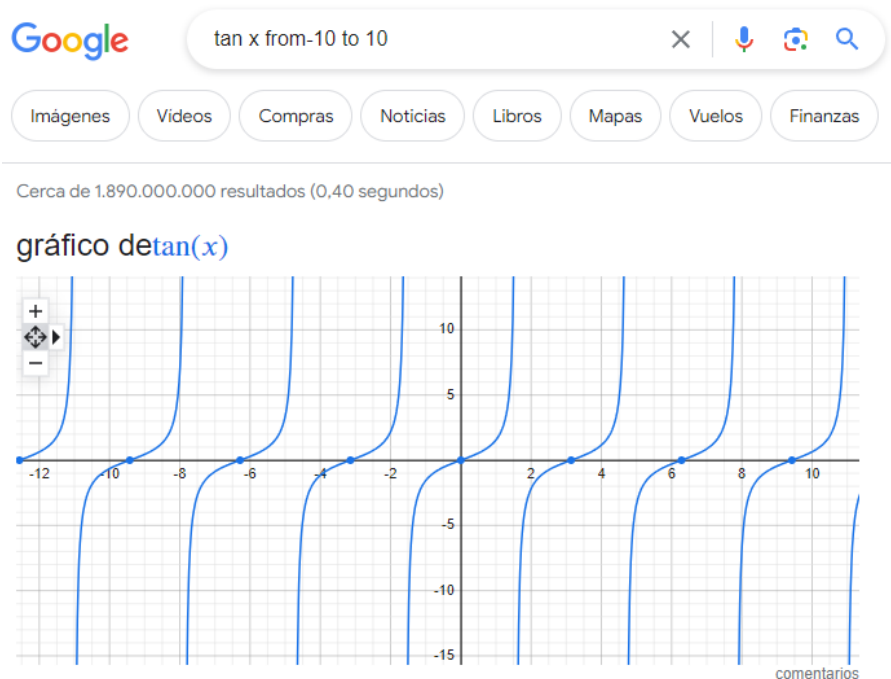 Google
tan x from-10 to 10
Imágenes Vídeos Compras Noticias Libros Mapas Vuelos Finanzas
Cerca de 1.890.000.000 resultados (0,40 segundos)
gráfico detan(x)
+
−
10
5
-12 -10 -8 -6 -4 -2 2 4 6 8 10
-5
-10
-15
comentarios